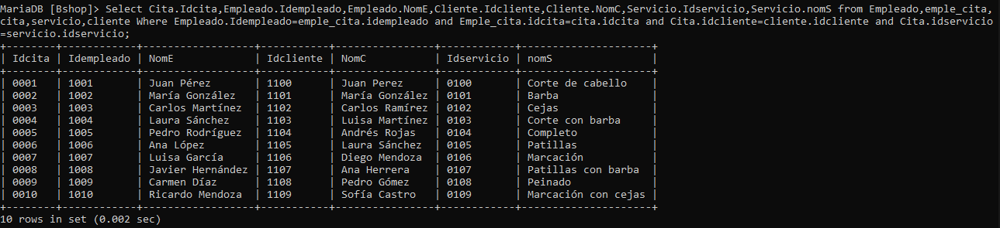 MariaDB [Bshop]> Select Cita.Idcita,Empleado.Idempleado,Empleado.NomE,Cliente.Idcliente,Cliente.NomC,Servicio.Idservicio,Servicio.nomS from Empleado,emple_cita,
cita,servicio,cliente Where Empleado.Idempleado=emple_cita.idempleado and Emple_cita.idcita=cita.idcita and Cita.idcliente=cliente.idcliente and Cita.idservicio
=servicio.idservicio;
+--------+------------+------------------+-----------+----------------+------------+---------------------+
| Idcita | Idempleado | NomE             | Idcliente | NomC           | Idservicio | nomS                |
+--------+------------+------------------+-----------+----------------+------------+---------------------+
| 0001   | 1001       | Juan Pérez       | 1100      | Juan Perez     | 0100       | Corte de cabello    |
| 0002   | 1002       | María González   | 1101      | María González | 0101       | Barba               |
| 0003   | 1003       | Carlos Martínez  | 1102      | Carlos Ramírez | 0102       | Cejas               |
| 0004   | 1004       | Laura Sánchez    | 1103      | Luisa Martínez | 0103       | Corte con barba     |
| 0005   | 1005       | Pedro Rodríguez  | 1104      | Andrés Rojas   | 0104       | Completo            |
| 0006   | 1006       | Ana López        | 1105      | Laura Sánchez  | 0105       | Patillas            |
| 0007   | 1007       | Luisa García     | 1106      | Diego Mendoza  | 0106       | Marcación           |
| 0008   | 1008       | Javier Hernández | 1107      | Ana Herrera    | 0107       | Patillas con barba  |
| 0009   | 1009       | Carmen Díaz      | 1108      | Pedro Gómez    | 0108       | Peinado             |
| 0010   | 1010       | Ricardo Mendoza  | 1109      | Sofía Castro   | 0109       | Marcación con cejas |
+--------+------------+------------------+-----------+----------------+------------+---------------------+
10 rows in set (0.002 sec)